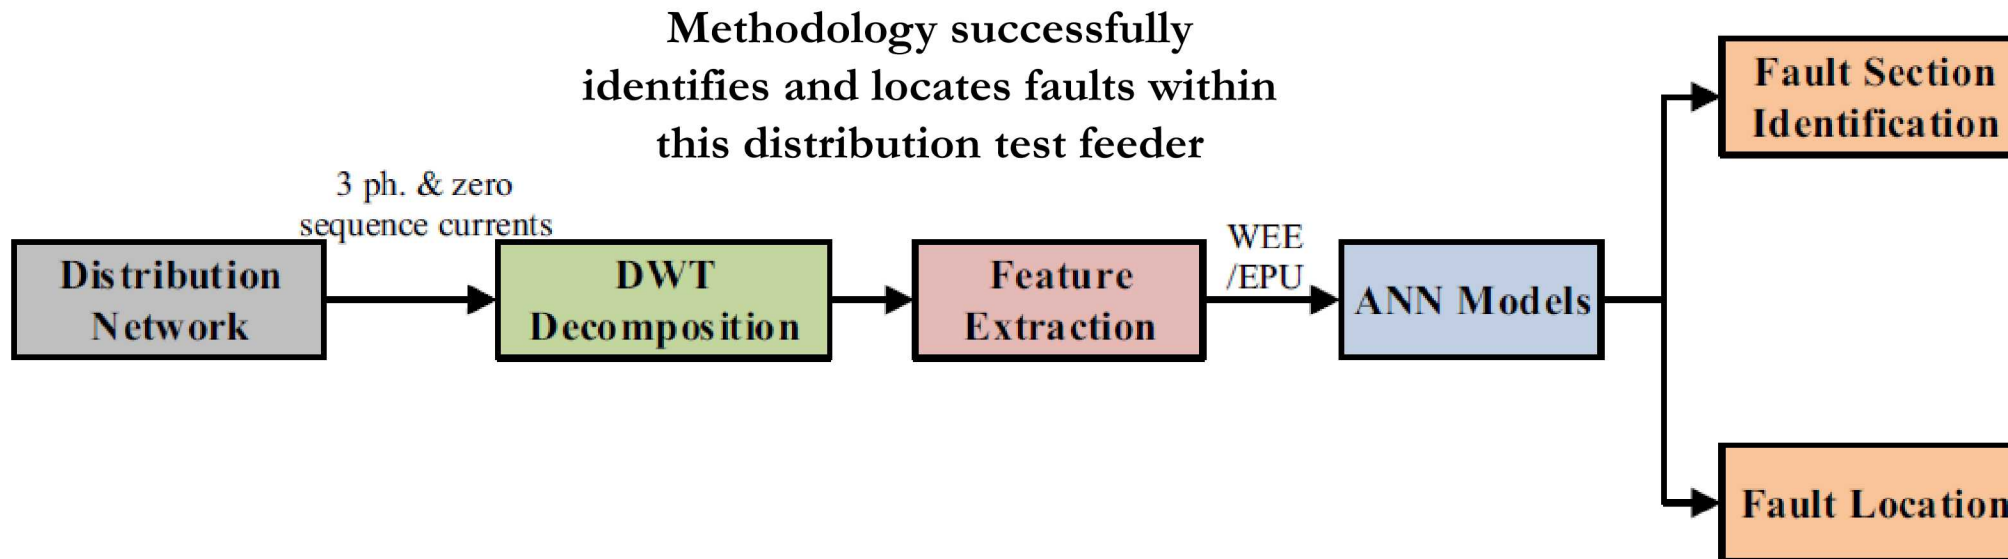 Methodology successfully
identifies and locates faults within
this distribution test feeder
3 ph. & zero
sequence currents
Distribution
Network
DWT
Decomposition
Feature
Extraction
WEE
/EPU
ANN Models
Fault Section
Identification
Fault Location